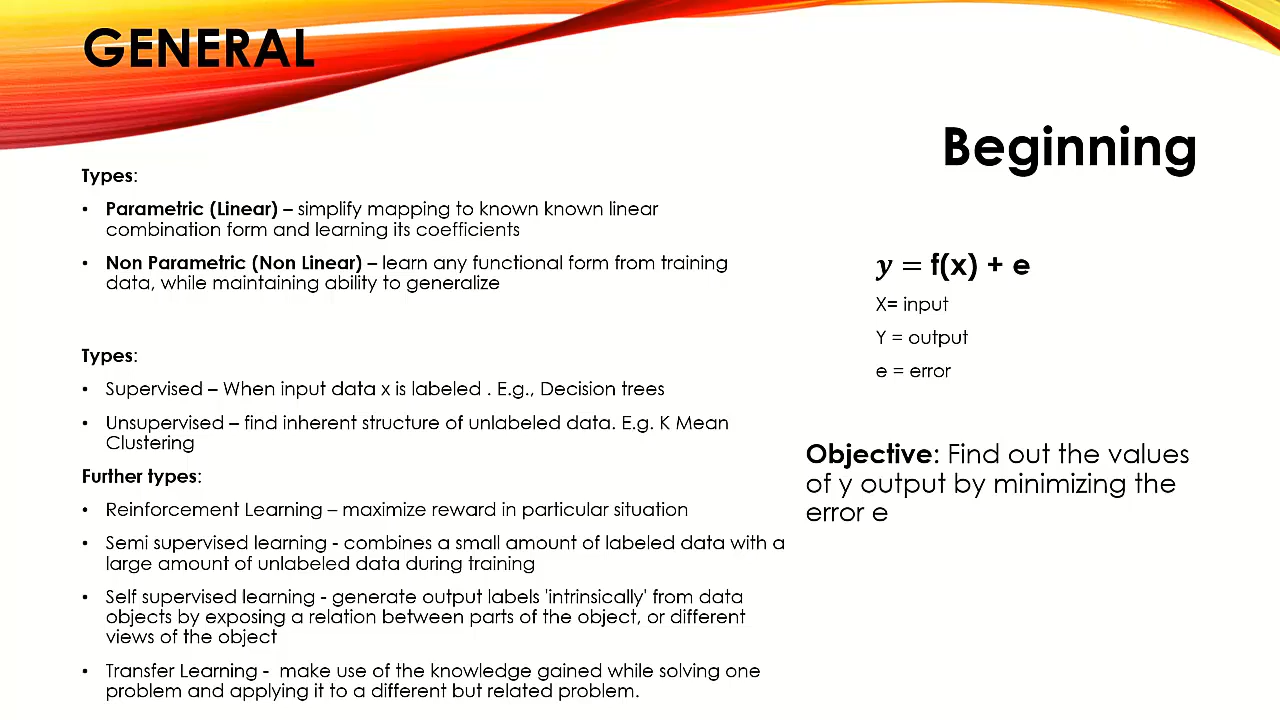 GENERAL
Beginning
Types:
• Parametric (Linear) – simplify mapping to known known linear
combination form and learning its coefficients
• Non Parametric (Non Linear) – learn any functional form from training
data, while maintaining ability to generalize
Types:
• Supervised – When input data x is labeled . E.g., Decision trees
• Unsupervised – find inherent structure of unlabeled data. E.g. K Mean
Clustering
Further types:
• Reinforcement Learning – maximize reward in particular situation
• Semi supervised learning - combines a small amount of labeled data with a
large amount of unlabeled data during training
• Self supervised learning - generate output labels 'intrinsically' from data
objects by exposing a relation between parts of the object, or different
views of the object
• Transfer Learning -  make use of the knowledge gained while solving one
problem and applying it to a different but related problem.
y = f(x) + e
X= input
Y = output
e = error
Objective: Find out the values
of y output by minimizing the
error e